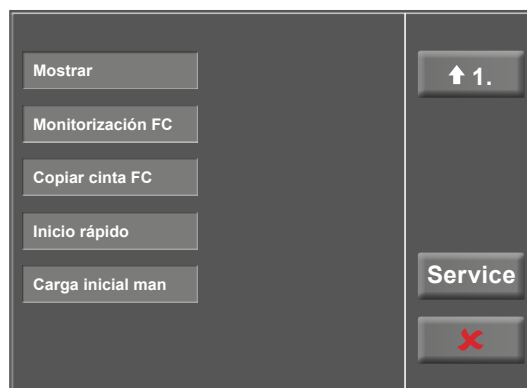 Mostrar
Monitorización FC
Copiar cinta FC
Inicio rápido
Carga inicial man
1.
Service